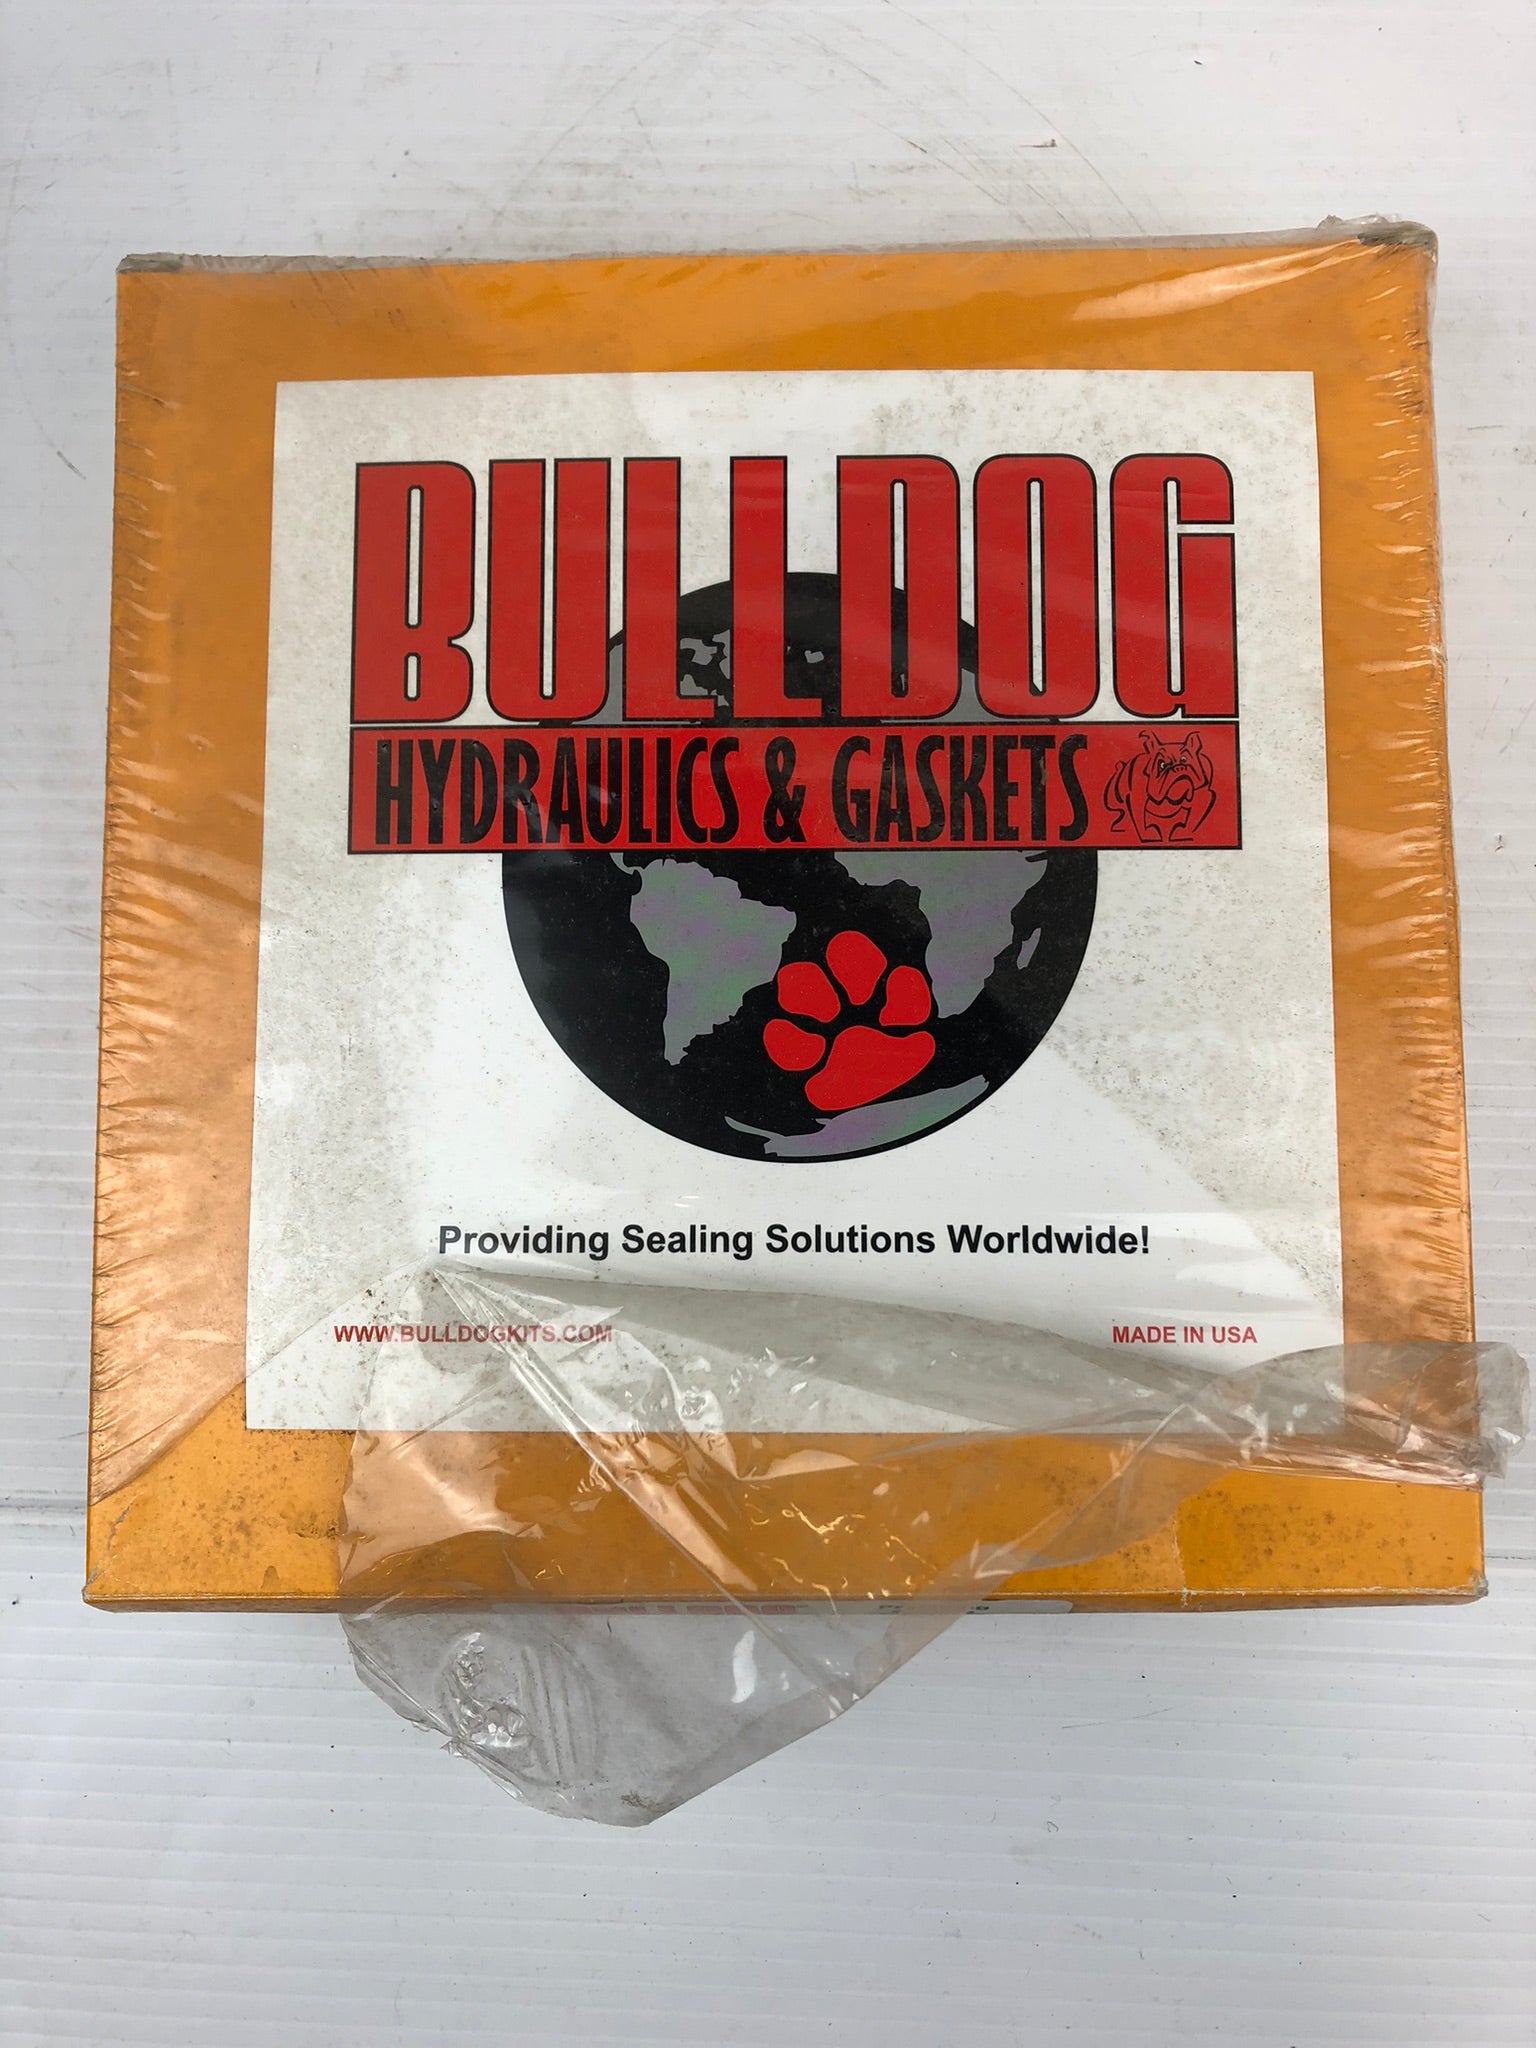 BULLDOG
HYDRAULICS & GASKETS
Providing Sealing Solutions Worldwide!
WWW.BULLDOGKITS.COM
MADE IN USA